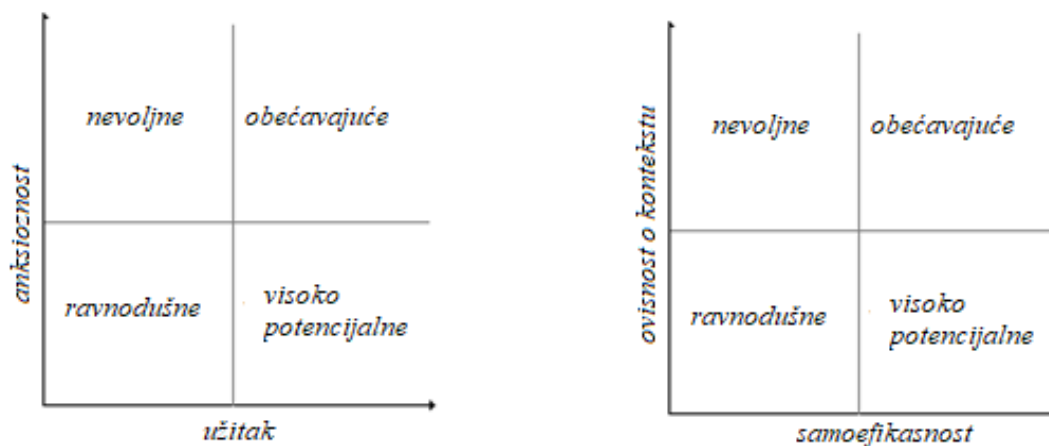 nevoljne
obećavajuće
ravnodušne
visoko
potencijalne
anksioznost
užitak
nevoljne
obećavajuće
ravnodušne
visoko
potencijalne
ovisnost o kontekstu
samoefikasnost